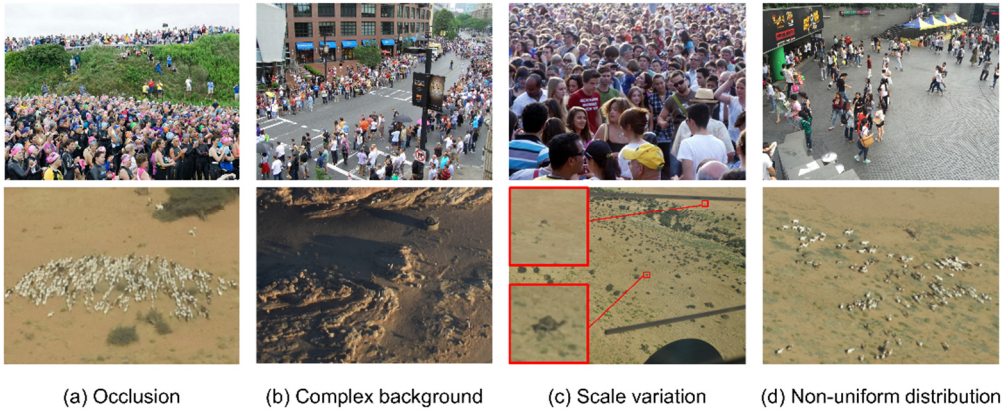 (a) Occlusion
(b) Complex background
(c) Scale variation
(d) Non-uniform distribution